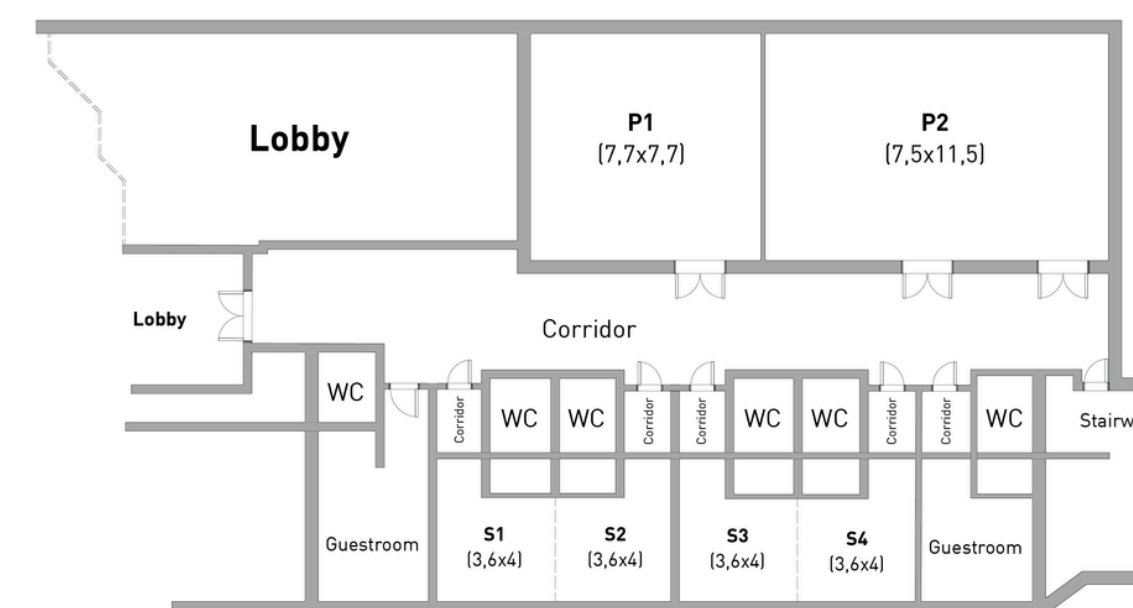 Lobby
P1
(7,7x7,7)
P2
(7,5x11,5)
Lobby
Corridor
WC
Corridor
WC
WC
Corridor
Corridor
WC
WC
Corridor
Corridor
WC
Stairw
Guestroom
S1
(3,6x4)
S2
(3,6x4)
S3
(3,6x4)
S4
(3,6x4)
Guestroom